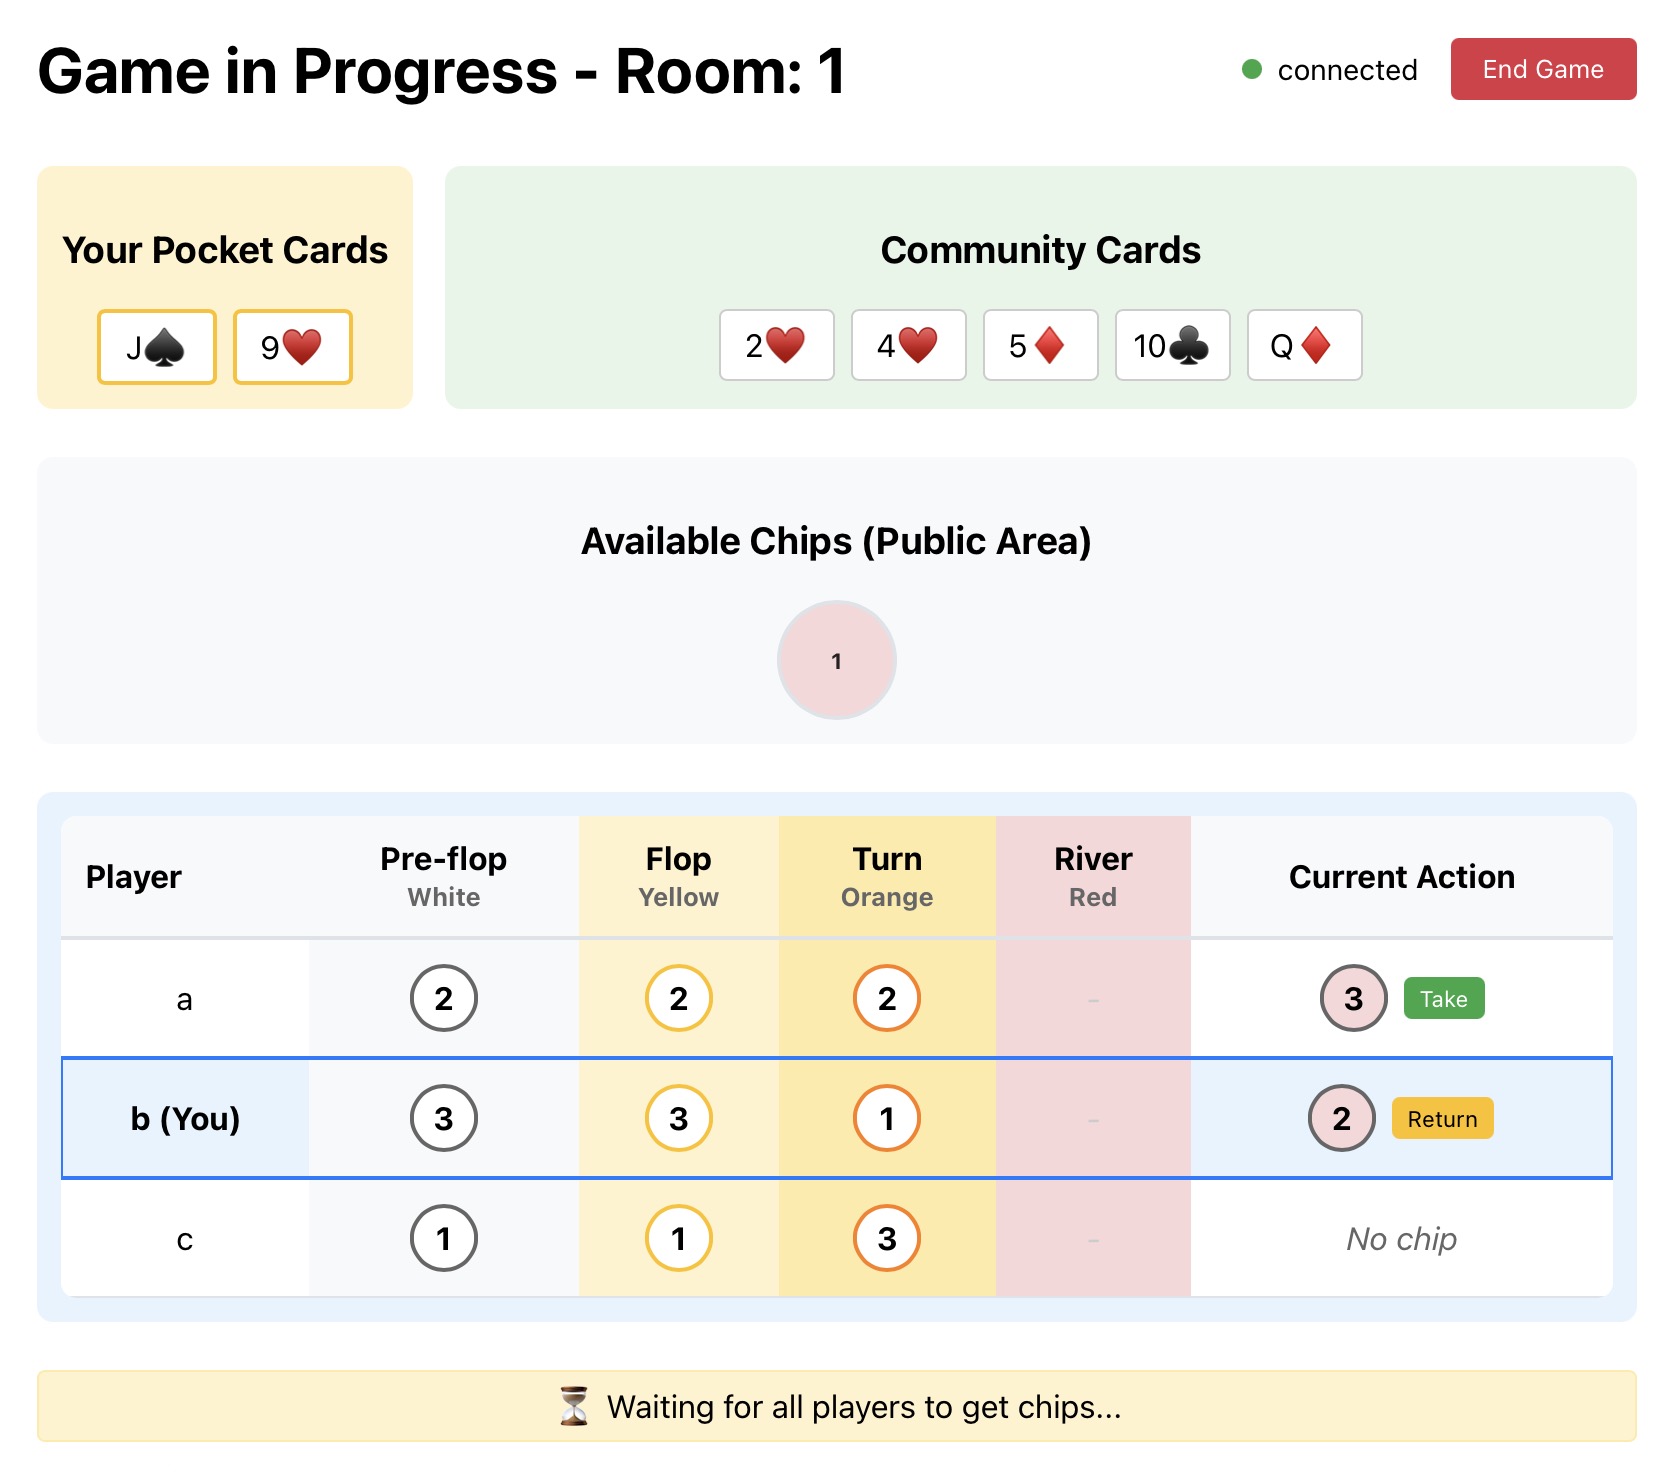 Game in Progress - Room: 1
connected
End Game
Your Pocket Cards
J♠️ 9♥️
Community Cards
2♥️ 4♥️ 5♦️ 10♣️ Q♦️
Available Chips (Public Area)
1
Player Pre-flop Flop Turn River Current Action
White Yellow Orange Red
a 2 2 2 - 3 Take
b (You) 3 3 1 - 2 Return
c 1 1 3 - No chip
⏳ Waiting for all players to get chips...